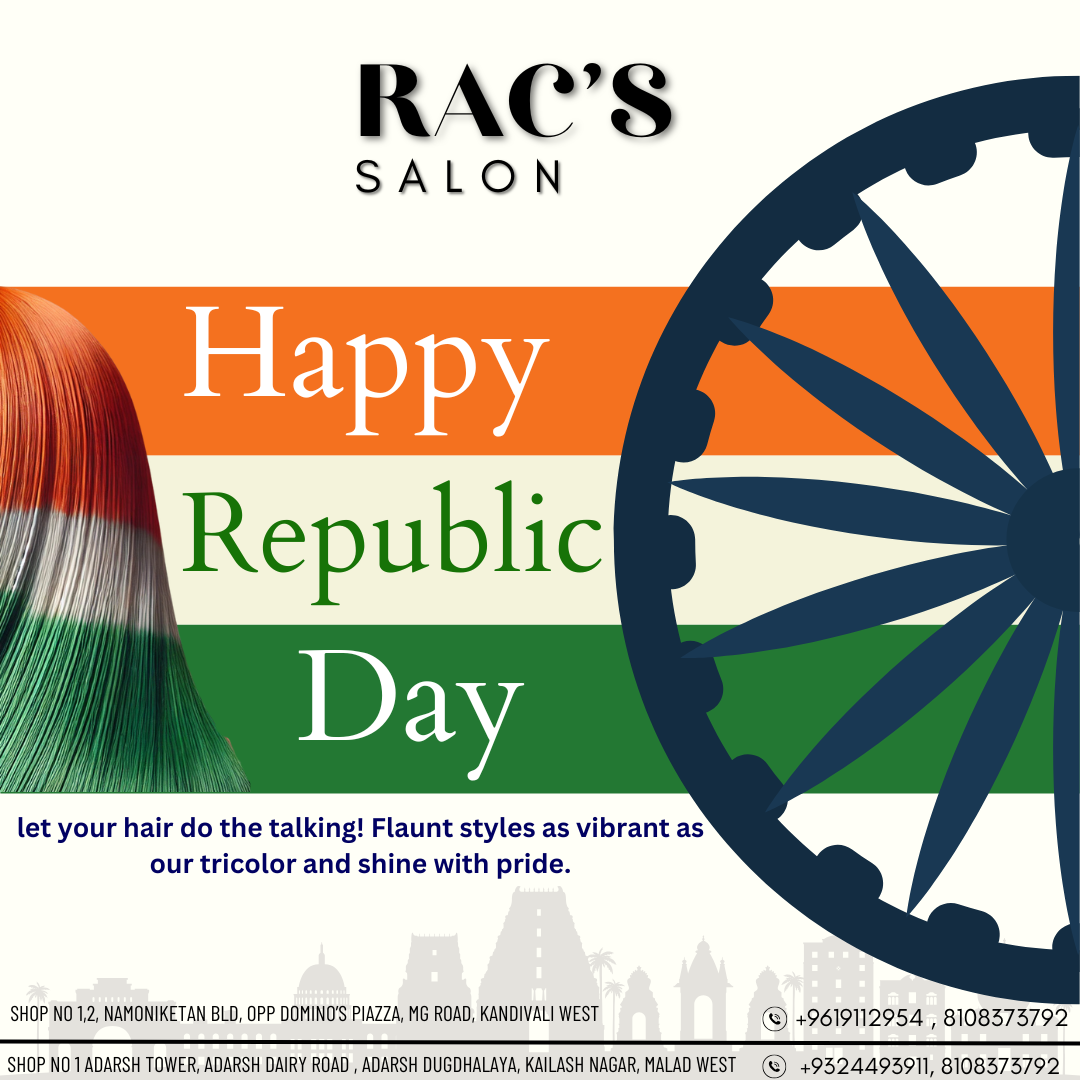 RAC'S
SALON
Happy
Republic
Day
let your hair do the talking! Flaunt styles as vibrant as
our tricolor and shine with pride.
SHOP NO 1,2, NAMONIKETAN BLD, OPP DOMINO'S PIAZZA, MG ROAD, KANDIVALI WEST
+9619112954 , 8108373792
SHOP NO 1 ADARSH TOWER, ADARSH DAIRY ROAD , ADARSH DUGDHALAYA, KAILASH NAGAR, MALAD WEST
+9324493911, 8108373792